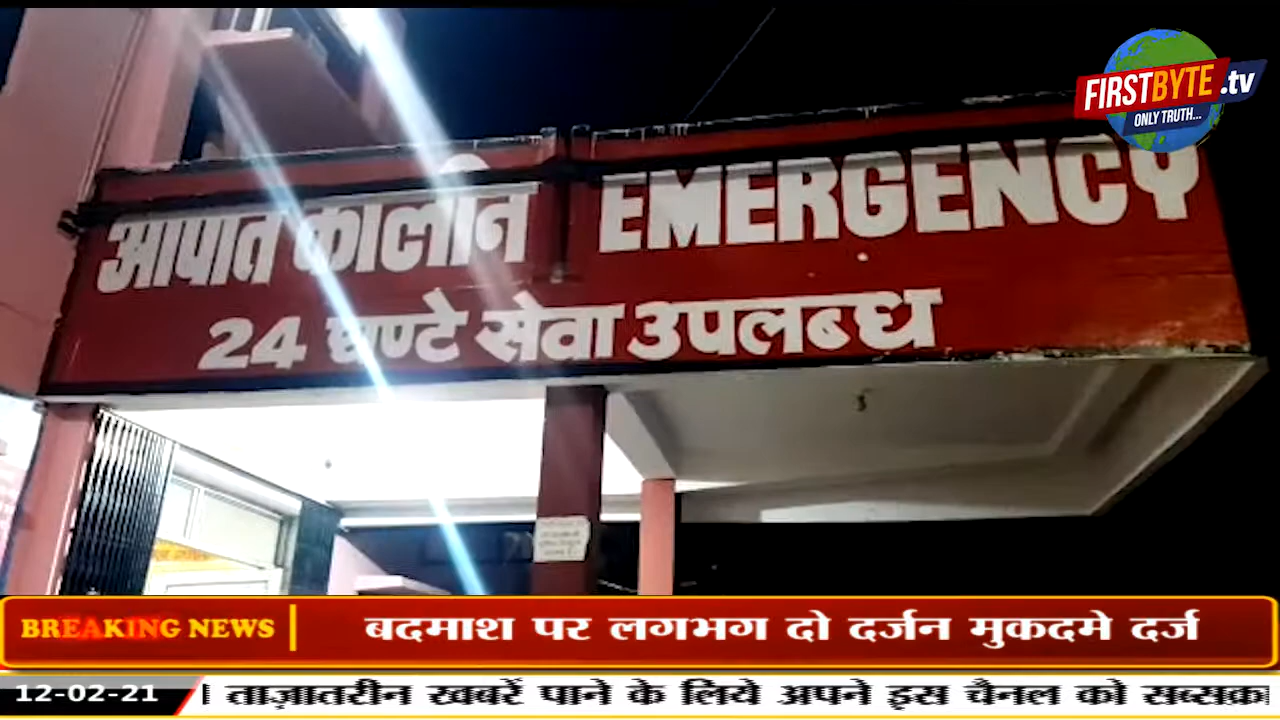 FIRSTBYTE.tv
ONLY TRUTH...
आपात कालीन EMERGENCY
24 घण्टे सेवा उपलब्ध
BREAKING NEWS | बदमाश पर लगभग दो दर्जन मुकदमे दर्ज
12-02-21 । ताज़ातरीन खबरें पाने के लिये अपने इस चैनल को सब्सक्रा